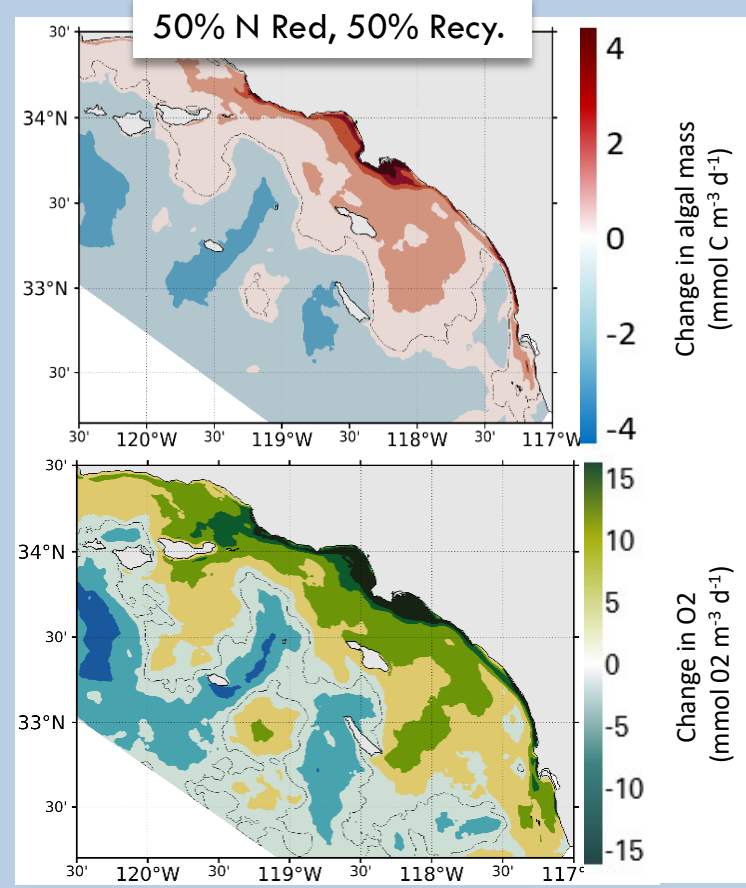 50% N Red, 50% Recy.
30'
34°N
30'
33°N
30'
30' 120°W 30' 119°W 30' 118°W 30' 117°W
4
2
0
-2
-4
Change in algal mass
(mmol C m-3 d-1)
30'
34°N
30'
33°N
30'
30' 120°W 30' 119°W 30' 118°W 30' 117°
15
10
5
0
-5
-10
-15
Change in O2
(mmol 02 m-3 d-1)